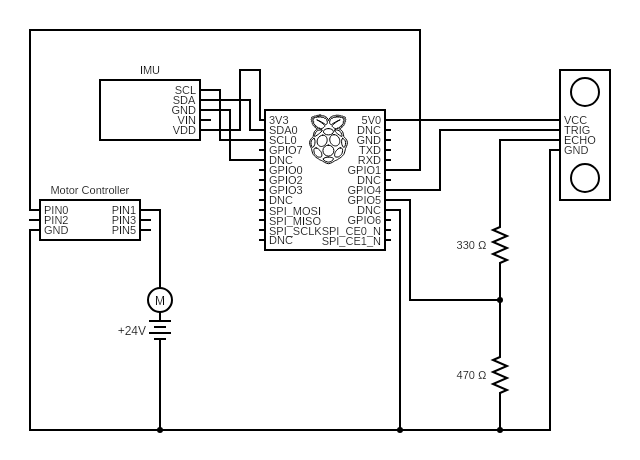 IMU
SCL
SDA
GND
VIN
VDD
3V3
SDA0
SCL0
GPIO7
DNC
GPIO0
GPIO2
GPIO3
DNC
SPI_MOSI
SPI_MISO
SPI_SCLK
DNC
5V0
DNC
GND
TXD
RXD
GPIO1
DNC
GPIO4
GPIO5
DNC
GPIO6
SPI_CE0_N
SPI_CE1_N
VCC
TRIG
ECHO
GND
Motor Controller
PIN0
PIN2
GND
PIN1
PIN3
PIN5
M
+24V
330 Ω
470 Ω